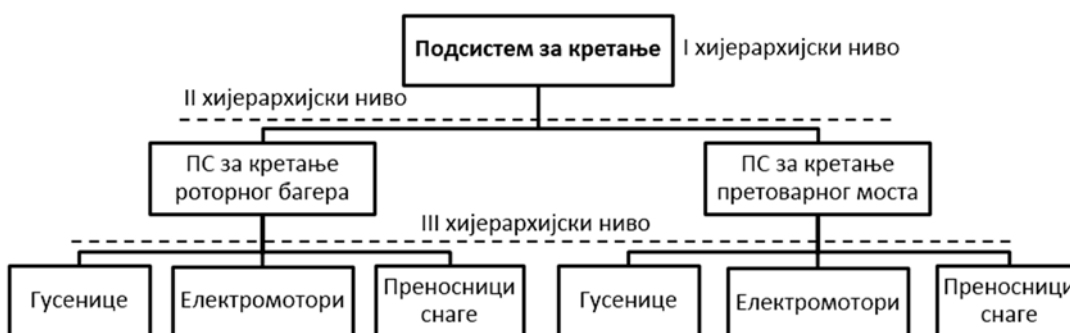 Подсистем за кретање
I хијерархијски ниво
II хијерархијски ниво
ПС за кретање
роторног багера
ПС за кретање
претоварног моста
III хијерархијски ниво
Гусенице
Електромотори
Преносници
снаге
Гусенице
Електромотори
Преносници
снаге